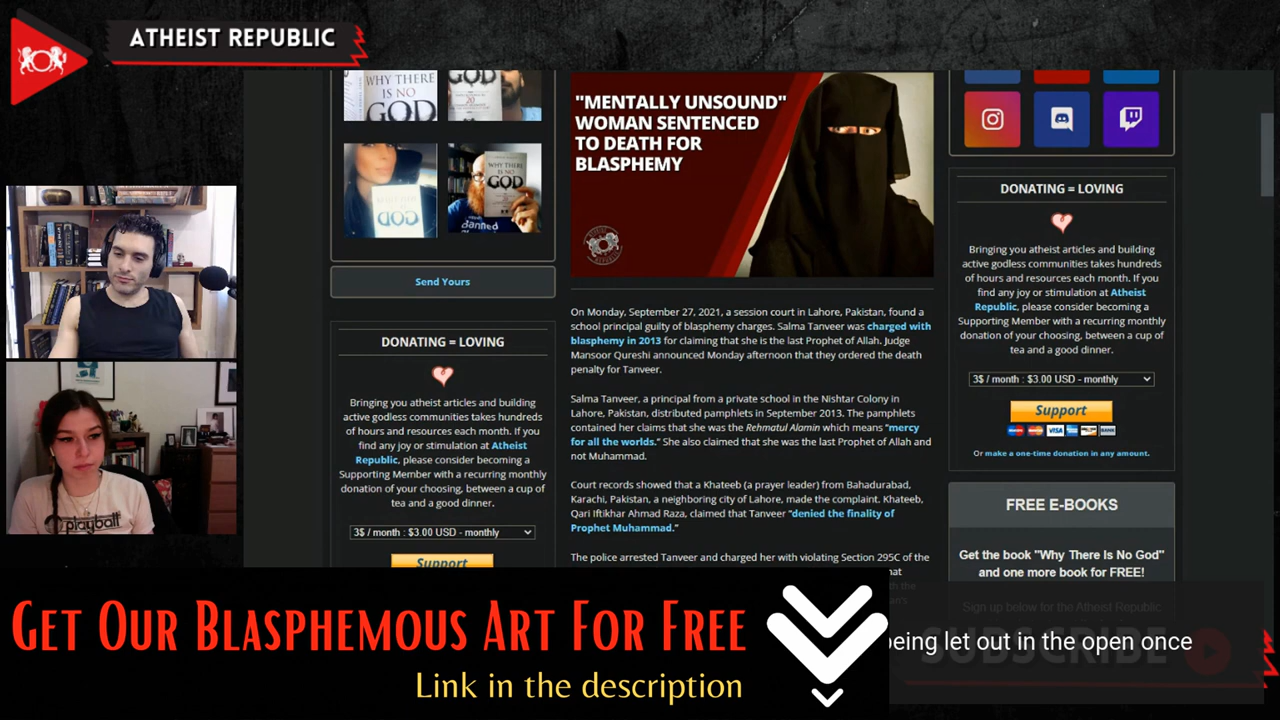 ATHEIST REPUBLIC
WHY THERE
IS NO
GOD
GOD
20
GOD
WHY THERE
IS NO
GOD
Banned
playball
Send Yours
DONATING = LOVING
Bringing you atheist articles and building
active godless communities takes hundreds
of hours and resources each month. If you
find any joy or stimulation at Atheist
Republic, please consider becoming a
Supporting Member with a recurring monthly
donation of your choosing, between a cup of
tea and a good dinner.
3$ / month : $3.00 USD - monthly
Support
"MENTALLY UNSOUND"
WOMAN SENTENCED
TO DEATH FOR
BLASPHEMY
On Monday, September 27, 2021, a session court in Lahore, Pakistan, found a
school principal guilty of blasphemy charges. Salma Tanveer was charged with
blasphemy in 2013 for claiming that she is the last Prophet of Allah. Judge
Mansoor Qureshi announced Monday afternoon that they ordered the death
penalty for Tanveer.
Salma Tanveer, a principal from a private school in the Nishtar Colony in
Lahore, Pakistan, distributed pamphlets in September 2013. The pamphlets
contained her claims that she was the Rehmatul Alamin which means "mercy
for all the worlds." She also claimed that she was the last Prophet of Allah and
not Muhammad.
Court records showed that a Khateeb (a prayer leader) from Bahadurabad,
Karachi, Pakistan, a neighboring city of Lahore, made the complaint. Khateeb,
Qari Iftikhar Ahmad Raza, claimed that Tanveer "denied the finality of
Prophet Muhammad."
The police arrested Tanveer and charged her with violating Section 295C of the
DONATING = LOVING
Bringing you atheist articles and building
active godless communities takes hundreds
of hours and resources each month. If you
find any joy or stimulation at Atheist
Republic, please consider becoming a
Supporting Member with a recurring monthly
donation of your choosing, between a cup of
tea and a good dinner.
3$ / month : $3.00 USD - monthly
Support
VISA
BANK
Or make a one-time donation in any amount.
FREE E-BOOKS
Get the book "Why There Is No God"
and one more book for FREE!
Sign up below for the Atheist Republic
SUBSCRIBE
being let out in the open once
GET OUR BLASPHEMOUS ART FOR FREE
Link in the description